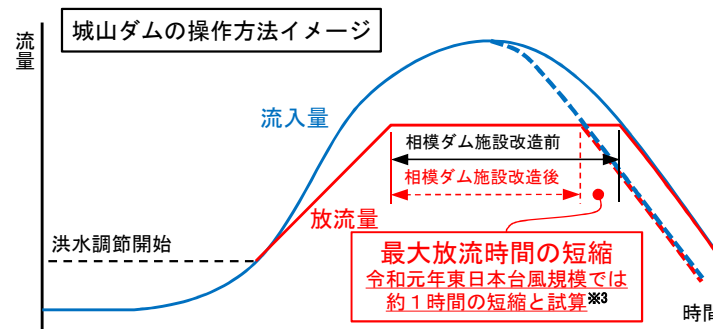 城山ダムの操作方法イメージ
流量
流入量
相模ダム施設改造前
相模ダム施設改造後
放流量
洪水調節開始
最大放流時間の短縮
令和元年東日本台風規模では
約１時間の短縮と試算※3
時間